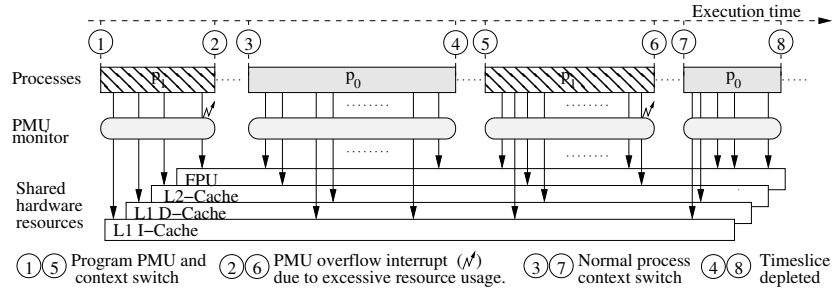 Execution time
1 2 3 4 5 6 7 8
Processes p1 p0 p1 p0
PMU
monitor
FPU
L2-Cache
L1 D-Cache
L1 I-Cache
Shared
hardware
resources
1 5 Program PMU and
context switch
2 6 PMU overflow interrupt ( )
due to excessive resource usage.
3 7 Normal process
context switch
4 8 Timeslice
depleted